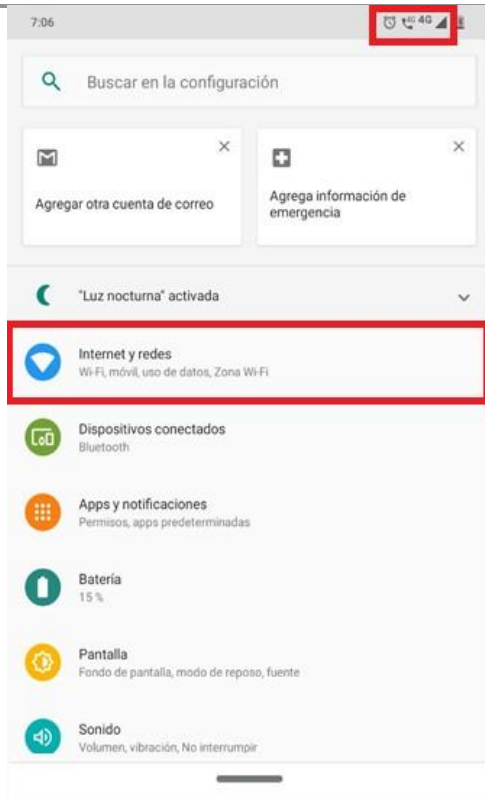 7:06
4G 4G
Buscar en la configuración
Agregar otra cuenta de correo
Agrega información de
emergencia
"Luz nocturna" activada
Internet y redes
Wi-Fi, móvil, uso de datos, Zona Wi-Fi
Dispositivos conectados
Bluetooth
Apps y notificaciones
Permisos, apps predeterminadas
Batería
15 %
Pantalla
Fondo de pantalla, modo de reposo, fuente
Sonido
Volumen, vibración, No interrumpir